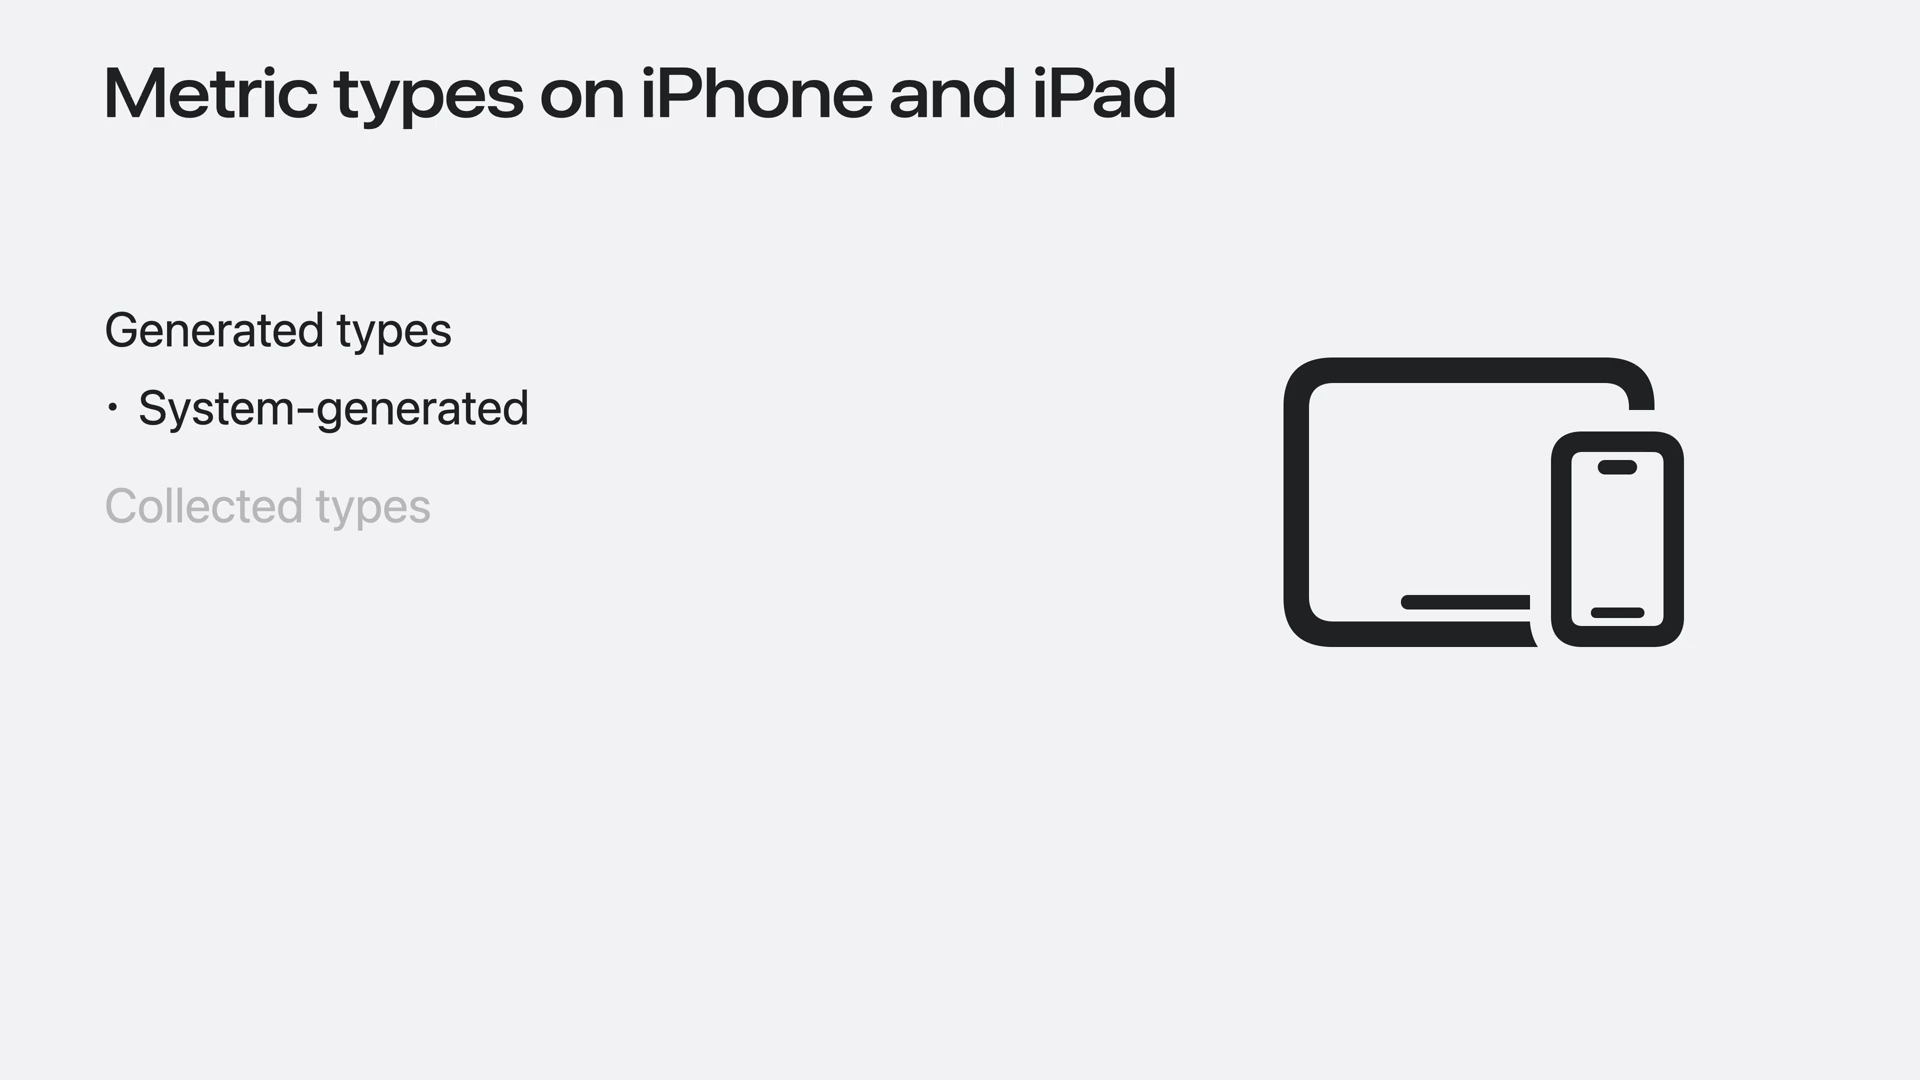 Metric types on iPhone and iPad
Generated types
• System-generated
Collected types